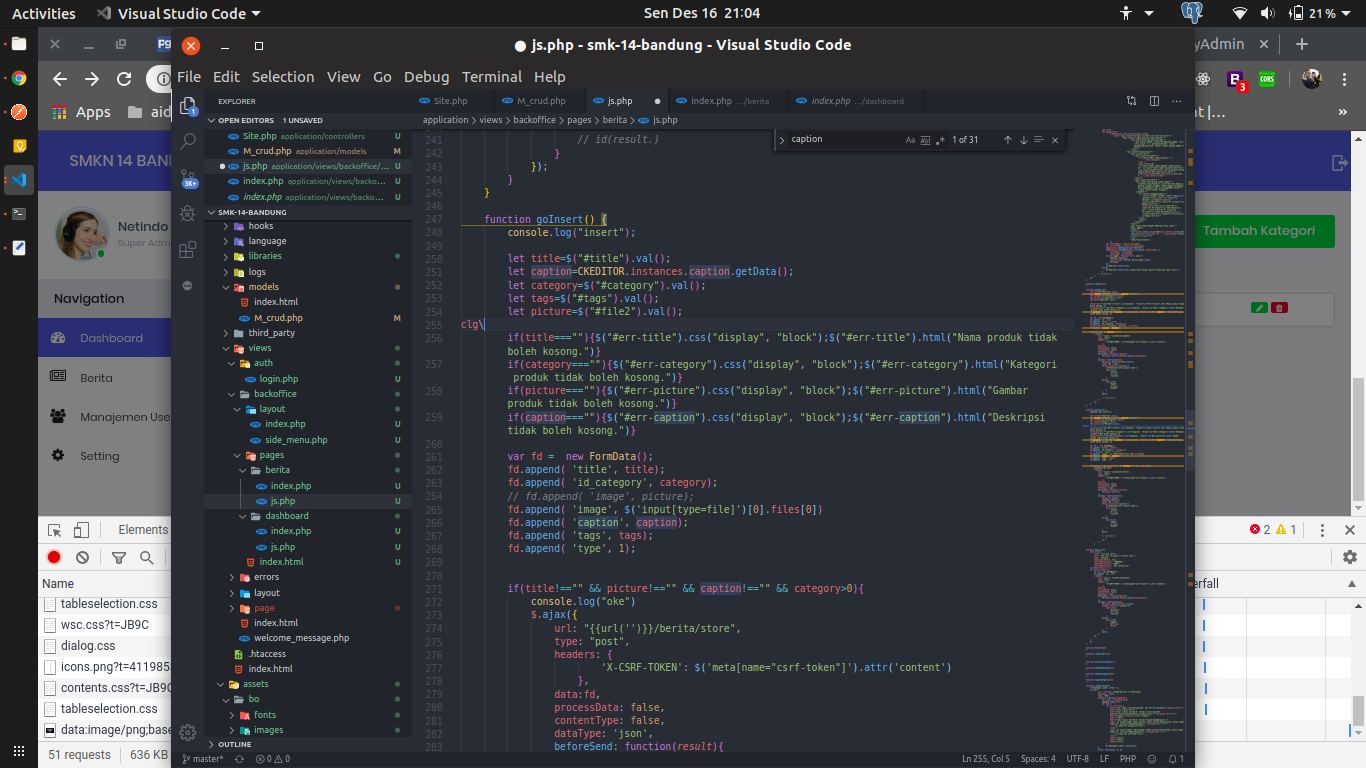 Activities
Visual Studio Code
Sen Des 16 21:04
21%
js.php - smk-14-bandung - Visual Studio Code
yAdmin
File Edit Selection View Go Debug Terminal Help
Apps
aid
EXPLORER
Site.php
M_crud.php
js.php
index.php .../berita
index.php .../dashboard
OPEN EDITORS 1 UNSAVED
application > views > backoffice > pages > berita > js.php
Site.php application/controllers U
M_crud.php application/models M
js.php application/views/backoffice/... U
index.php application/views/backo... U
index.php application/views/backo... U
caption
Aa
1 of 31
SMK-14-BANDUNG
hooks
language
libraries
logs
models
index.html
M_crud.php M
third_party
views
auth
login.php U
backoffice
layout
index.php U
side_menu.php U
pages
berita
index.php U
js.php U
dashboard
index.php U
js.php U
index.html U
errors
layout
page
index.html
welcome_message.php
.htaccess
index.html
assets
bo
fonts
images
OUTLINE
241 // id(result.)
242 }
243 });
244 }
245 }
246
247 function goInsert() {
248 console.log("insert");
249
250 let title=$("#title").val();
251 let caption=CKEDITOR.instances.caption.getData();
252 let category=$("#category").val();
253 let tags=$("#tags").val();
254 let picture=$("#file2").val();
255 clg\
256 if(title===""){$("#err-title").css("display", "block");$("#err-title").html("Nama produk tidak
boleh kosong.")}
257 if(category===""){$("#err-category").css("display", "block");$("#err-category").html("Kategori
produk tidak boleh kosong.")}
258 if(picture===""){$("#err-picture").css("display", "block");$("#err-picture").html("Gambar
produk tidak boleh kosong.")}
259 if(caption===""){$("#err-caption").css("display", "block");$("#err-caption").html("Deskripsi
tidak boleh kosong.")}
260
261 var fd = new FormData();
262 fd.append( 'title', title);
263 fd.append( 'id_category', category);
264 // fd.append( 'image', picture);
265 fd.append( 'image', $('input[type=file]')[0].files[0])
266 fd.append( 'caption', caption);
267 fd.append( 'tags', tags);
268 fd.append( 'type', 1);
269
270
271 if(title!=="" && picture!=="" && caption!=="" && category>0){
272 console.log("oke")
273 $.ajax({
274 url: "{{url('')}}/berita/store",
275 type: "post",
276 headers: {
277 'X-CSRF-TOKEN': $('meta[name="csrf-token"]').attr('content')
278 },
279 data:fd,
280 processData: false,
281 contentType: false,
282 dataType: 'json',
283 beforeSend: function(result){
master*
0 0
Ln 255, Col 5
Spaces: 4
UTF-8
LF
PHP
1
SMKN 14 BAN
Netindo
Super Adm
Navigation
Dashboard
Berita
Manajemen Use
Setting
Tambah Kategori
Elements
2 1
Name
erfall
tableselection.css
wsc.css?t=JB9C
dialog.css
icons.png?t=411985
contents.css?t=JB9C
tableselection.css
data:image/png;base
51 requests
636 KB